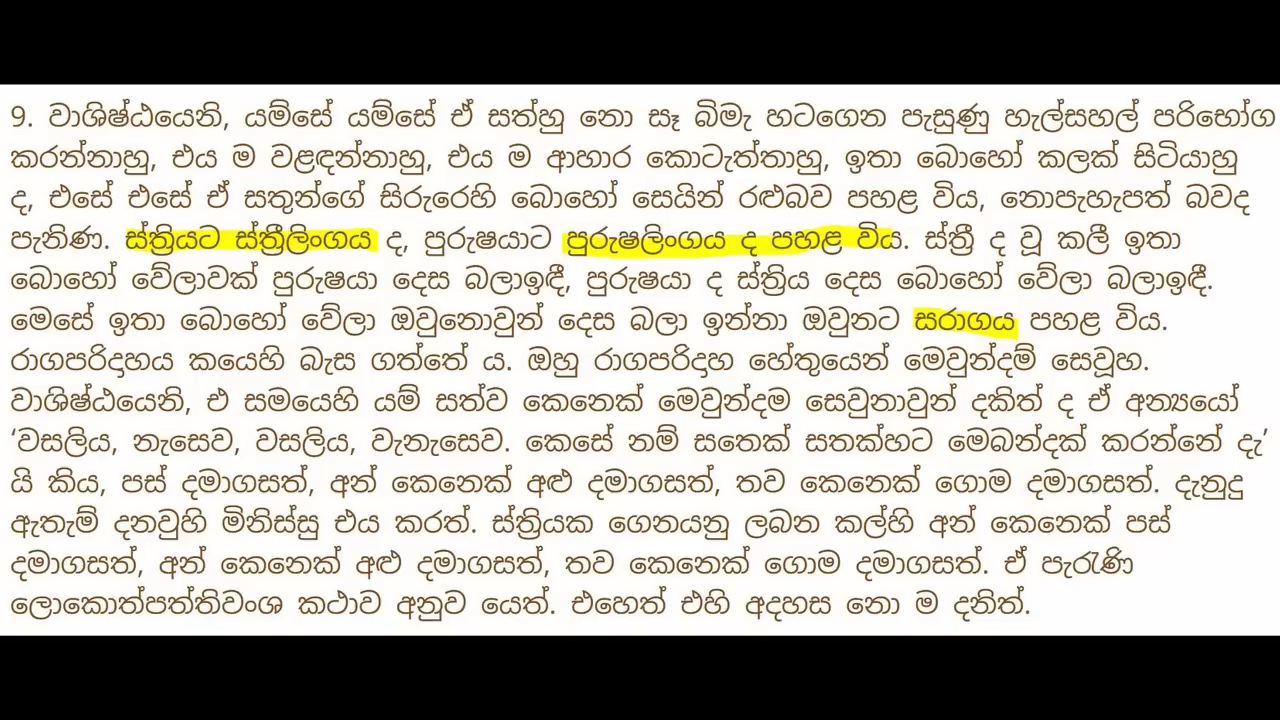 9. වාශිෂ්ඨයෙනි, යම්සේ යම්සේ ඒ සත්හු නො සෑ බිමැ හටගෙන පැසුණු හැල්සහල් පරිභෝග
කරන්නාහු, එය ම වළඳන්නාහු, එය ම ආහාර කොටැත්තාහු, ඉතා බොහෝ කලක් සිටියාහු
ද, එසේ එසේ ඒ සතුන්ගේ සිරුරෙහි බොහෝ සෙයින් රළුබව පහළ විය, නොපැහැපත් බවද
පැනිණ. ස්ත්‍රියට ස්ත්‍රීලිංගය ද, පුරුෂයාට පුරුෂලිංගය ද පහළ විය. ස්ත්‍රී ද වූ කලී ඉතා
බොහෝ වේලාවක් පුරුෂයා දෙස බලාඉඳී, පුරුෂයා ද ස්ත්‍රිය දෙස බොහෝ වේලා බලාඉඳී.
මෙසේ ඉතා බොහෝ වේලා ඔවුනොවුන් දෙස බලා ඉන්නා ඔවුනට සරාගය පහළ විය.
රාගපරිදාහය කයෙහි බැස ගත්තේ ය. ඔහු රාගපරිදාහ හේතුයෙන් මෙවුන්දම් සෙවූහ.
වාශිෂ්ඨයෙනි, එ සමයෙහි යම් සත්ව කෙනෙක් මෙවුන්දම සෙවුනාවුන් දකිත් ද ඒ අන්‍යයෝ
‘වසලිය, නැසෙව, වසලිය, වැනැසෙව. කෙසේ නම් සතෙක් සතක්හට මෙබන්දක් කරන්නේ දැ’
යි කිය, පස් දමාගසත්, අන් කෙනෙක් අළු දමාගසත්, තව කෙනෙක් ගොම දමාගසත්. දැනුදු
ඇතැම් දනවුහි මිනිස්සු එය කරත්. ස්ත්‍රියක ගෙනයනු ලබන කල්හි අන් කෙනෙක් පස්
දමාගසත්, අන් කෙනෙක් අළු දමාගසත්, තව කෙනෙක් ගොම දමාගසත්. ඒ පැරැණි
ලොකොත්පත්තිවංශ කථාව අනුව යෙත්. එහෙත් එහි අදහස නො ම දනිත්.